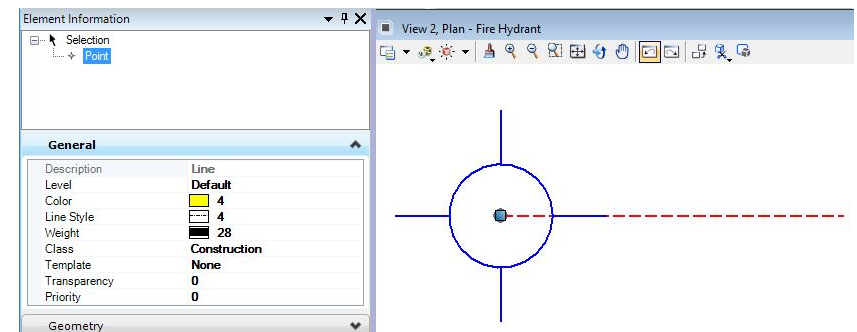 Element Information
Selection
Point
General
Description Line
Level Default
Color 4
Line Style 4
Weight 28
Class Construction
Template None
Transparency 0
Priority 0
Geometry
View 2, Plan - Fire Hydrant